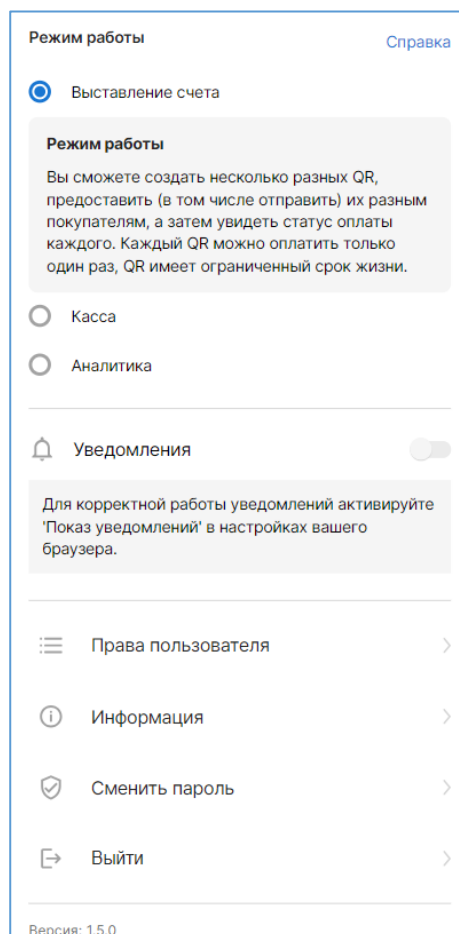 Режим работы
Справка
Выставление счета
Режим работы
Вы сможете создать несколько разных QR,
предоставить (в том числе отправить) их разным
покупателям, а затем увидеть статус оплаты
каждого. Каждый QR можно оплатить только
один раз, QR имеет ограниченный срок жизни.
Касса
Аналитика
Уведомления
Для корректной работы уведомлений активируйте
'Показ уведомлений' в настройках вашего
браузера.
Права пользователя
Информация
Сменить пароль
Выйти
Версия: 1.5.0